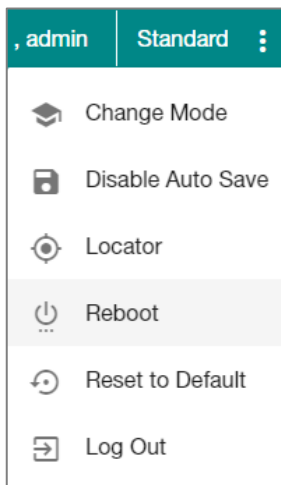 , admin Standard
Change Mode
Disable Auto Save
Locator
Reboot
Reset to Default
Log Out